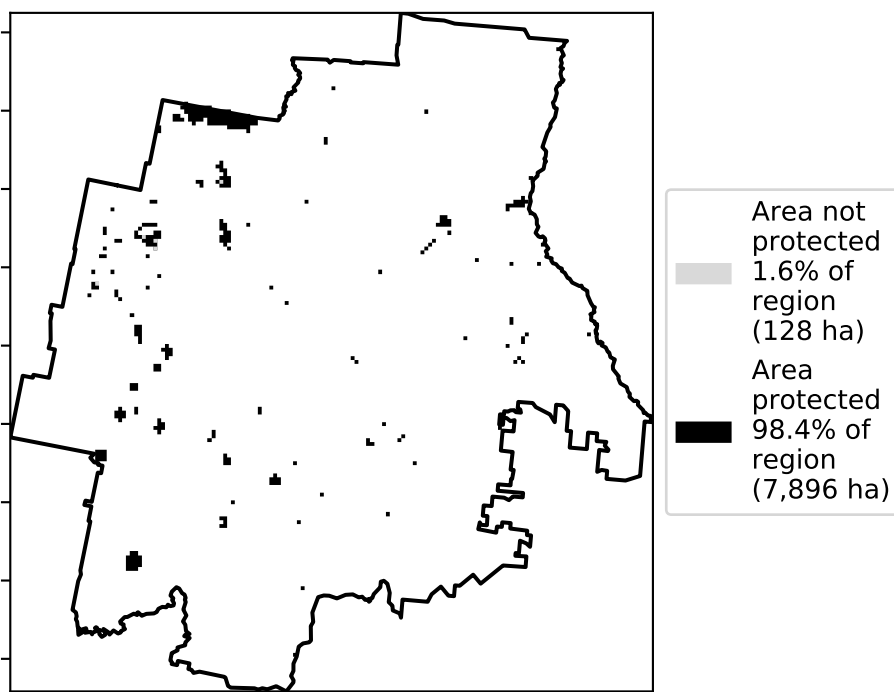 Area not
protected
1.6% of
region
(128 ha)
Area
protected
98.4% of
region
(7,896 ha)